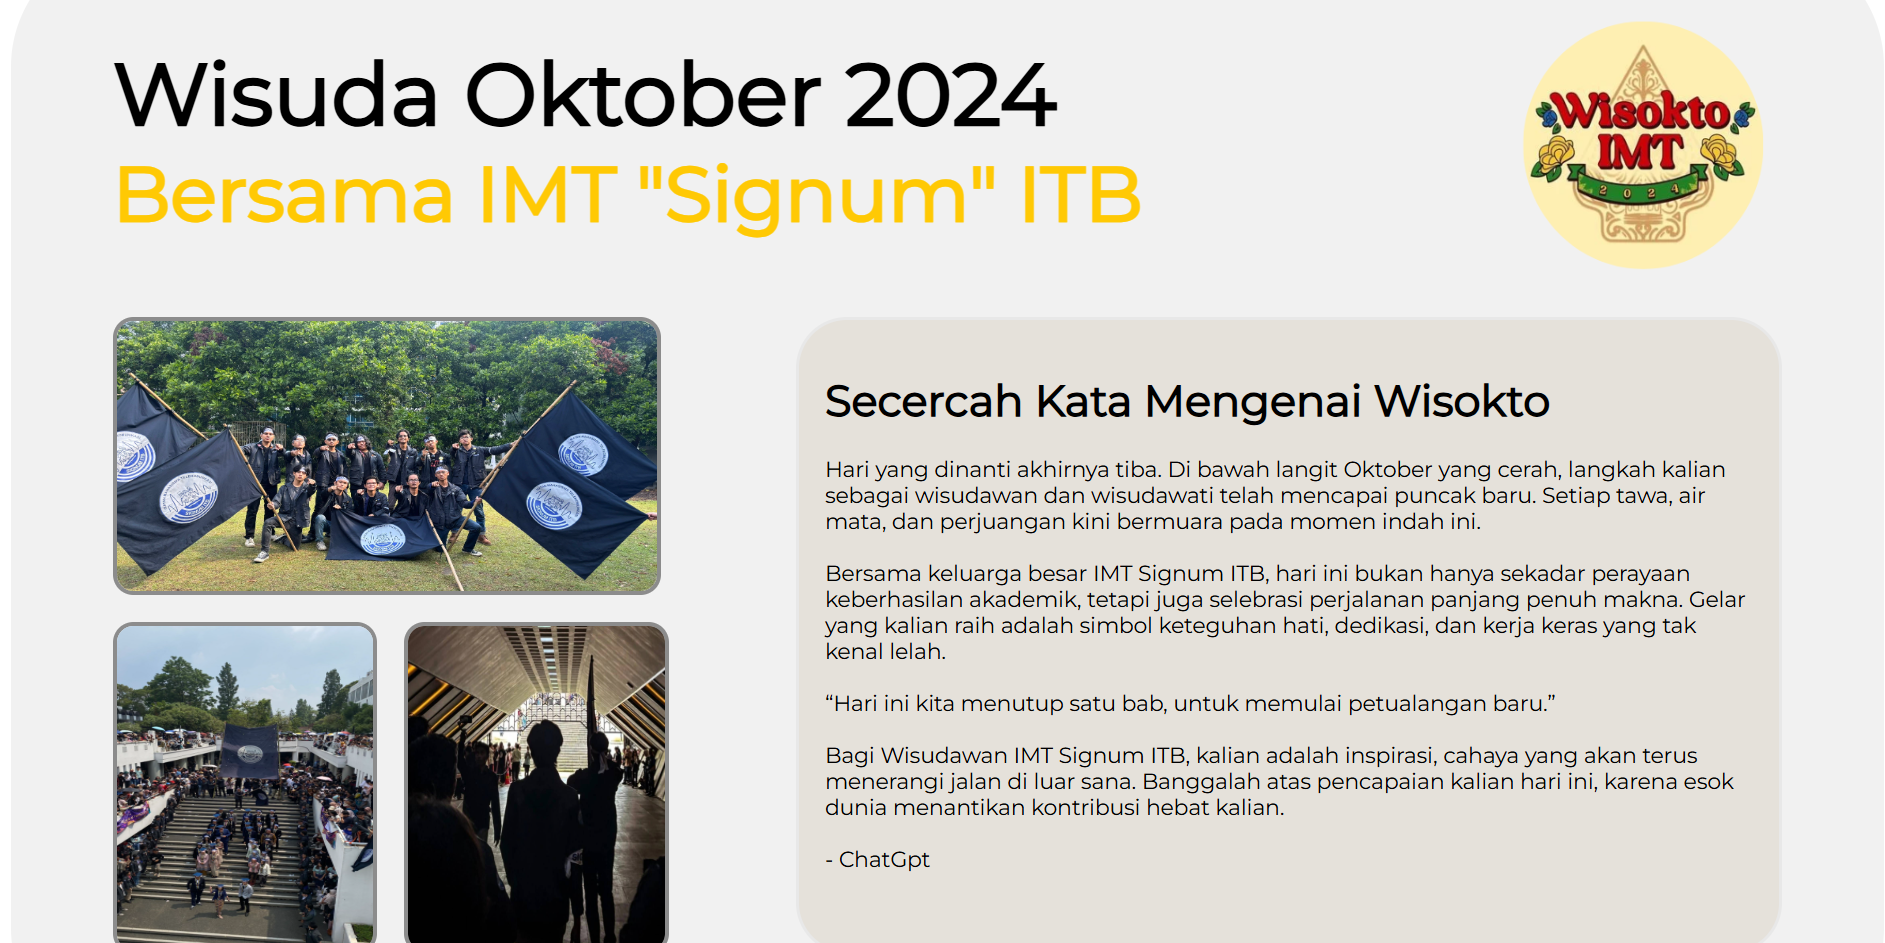 Wisuda Oktober 2024
Bersama IMT "Signum" ITB
Wisokto
IMT
2024
Secercah Kata Mengenai Wisokto
Hari yang dinanti akhirnya tiba. Di bawah langit Oktober yang cerah, langkah kalian
sebagai wisudawan dan wisudawati telah mencapai puncak baru. Setiap tawa, air
mata, dan perjuangan kini bermuara pada momen indah ini.
Bersama keluarga besar IMT Signum ITB, hari ini bukan hanya sekadar perayaan
keberhasilan akademik, tetapi juga selebrasi perjalanan panjang penuh makna. Gelar
yang kalian raih adalah simbol keteguhan hati, dedikasi, dan kerja keras yang tak
kenal lelah.
“Hari ini kita menutup satu bab, untuk memulai petualangan baru.”
Bagi Wisudawan IMT Signum ITB, kalian adalah inspirasi, cahaya yang akan terus
menerangi jalan di luar sana. Banggalah atas pencapaian kalian hari ini, karena esok
dunia menantikan kontribusi hebat kalian.
- ChatGpt